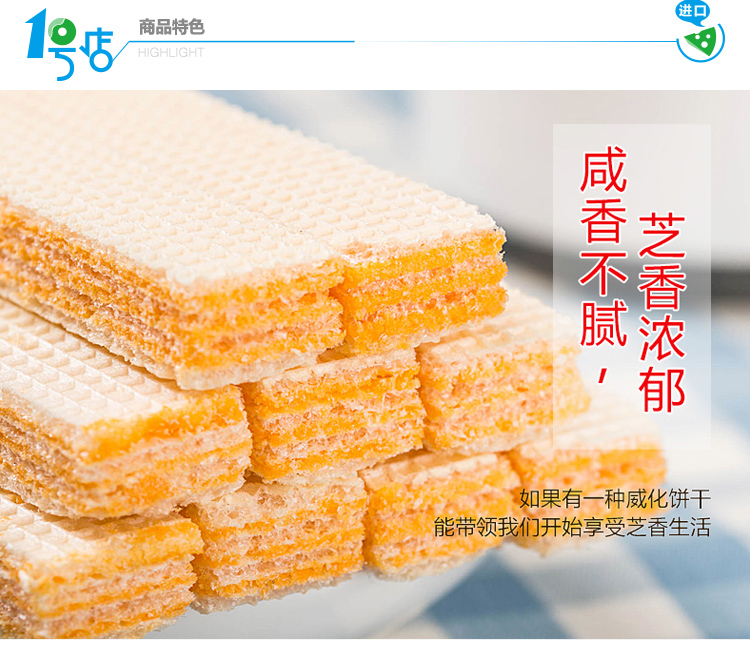 1号店
商品特色
HIGHLIGHT
进口
咸香不腻，
芝香浓郁
如果有一种威化饼干
能带领我们开始享受芝香生活